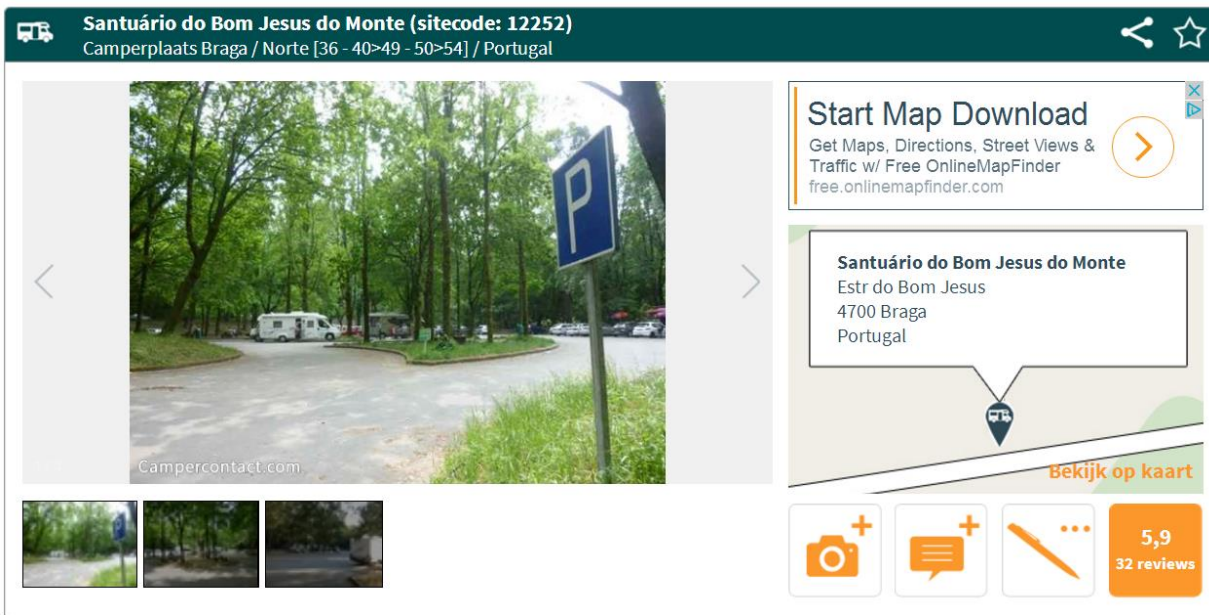 Santuário do Bom Jesus do Monte (sitecode: 12252)
Camperplaats Braga / Norte [36 - 40>49 - 50>54] / Portugal
P
Campercontact.com
Start Map Download
Get Maps, Directions, Street Views &
Traffic w/ Free OnlineMapFinder
free.onlinemapfinder.com
Santuário do Bom Jesus do Monte
Estr do Bom Jesus
4700 Braga
Portugal
Bekijk op kaart
5,9
32 reviews